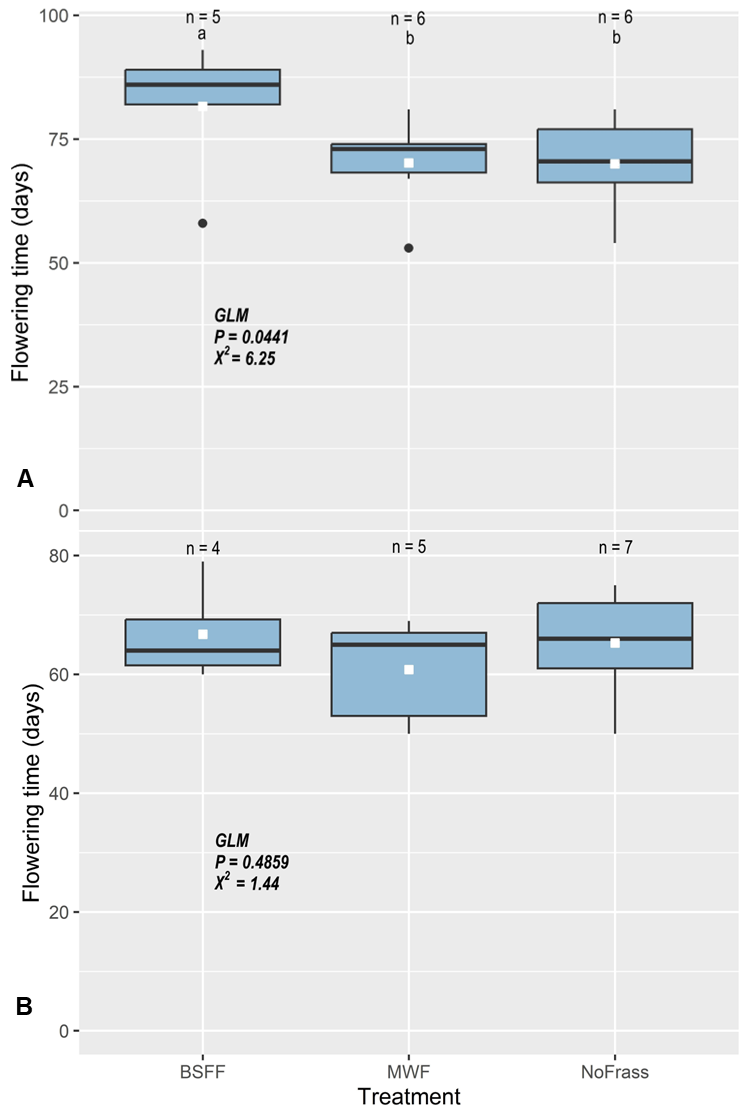 100
n = 5
n = 6
n = 6
a
b
b
75
Flowering time (days)
50
GLM
P = 0.0441
X² = 6.25
25
A
0
n = 4
n = 5
n = 7
80
60
Flowering time (days)
40
GLM
P = 0.4859
X² = 1.44
20
B
0
BSFF
MWF
NoFrass
Treatment